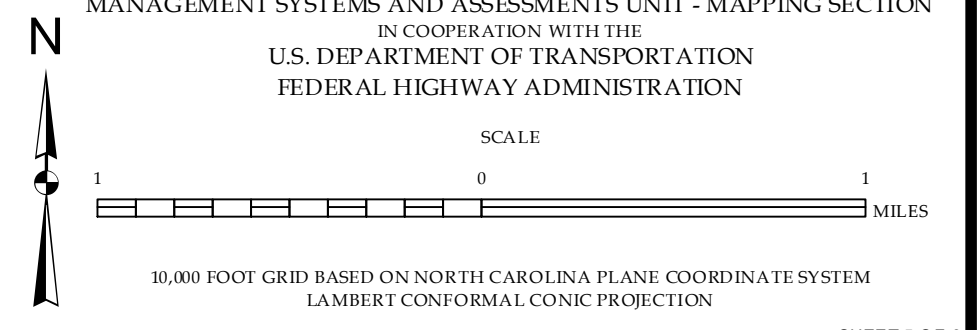 MANAGEMENT SYSTEMS AND ASSESSMENTS UNIT - MAPPING SECTION
N
IN COOPERATION WITH THE
U.S. DEPARTMENT OF TRANSPORTATION
FEDERAL HIGHWAY ADMINISTRATION
SCALE
1 0 1
MILES
10,000 FOOT GRID BASED ON NORTH CAROLINA PLANE COORDINATE SYSTEM
LAMBERT CONFORMAL CONIC PROJECTION